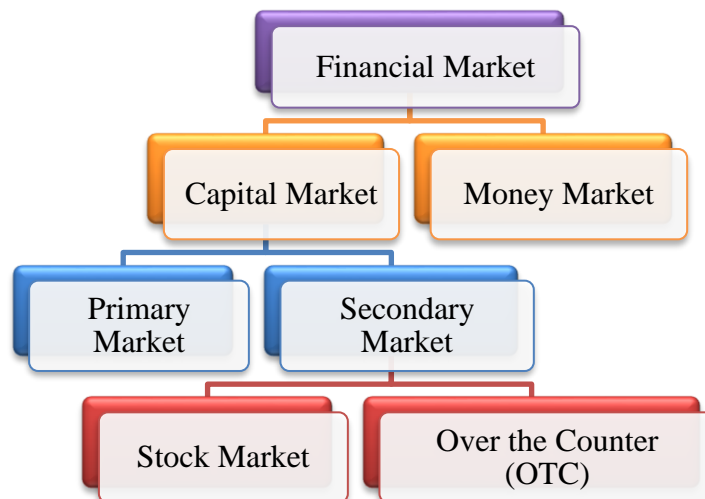 Financial Market
Capital Market
Money Market
Primary
Market
Secondary
Market
Stock Market
Over the Counter
(OTC)